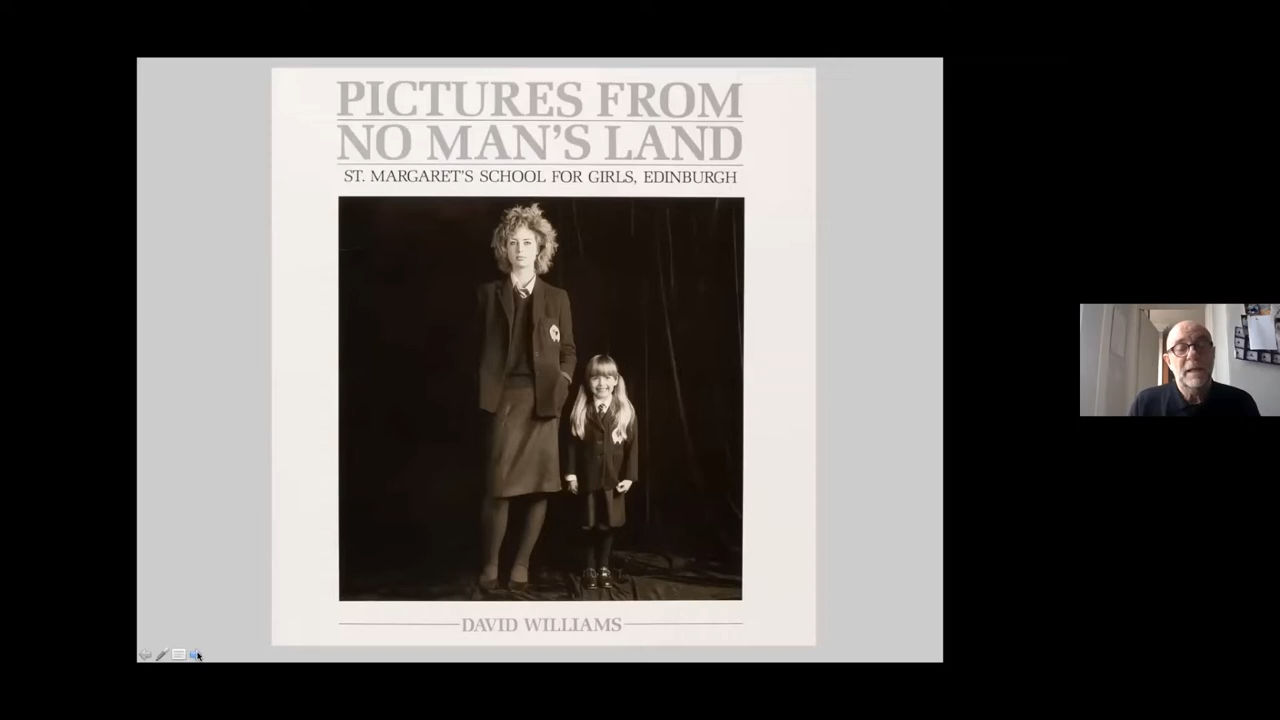 PICTURES FROM
NO MAN'S LAND
ST. MARGARET'S SCHOOL FOR GIRLS, EDINBURGH
DAVID WILLIAMS